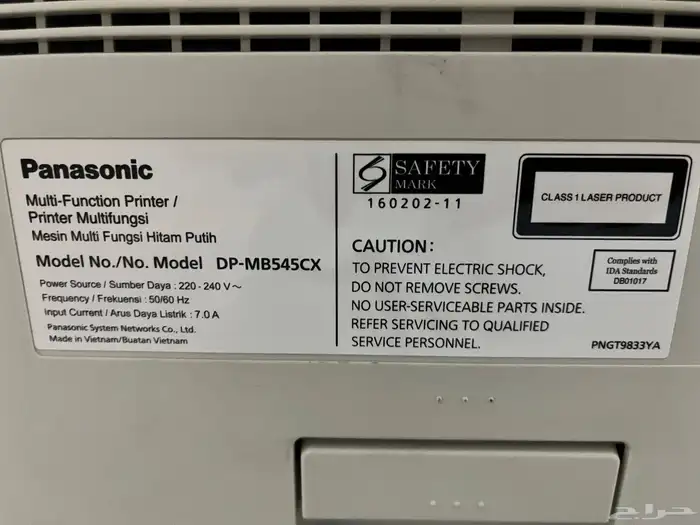 Panasonic
Multi-Function Printer /
Printer Multifungsi
Mesin Multi Fungsi Hitam Putih
Model No./No. Model DP-MB545CX
Power Source / Sumber Daya : 220 - 240 V ~
Frequency / Frekuensi : 50/60 Hz
Input Current / Arus Daya Listrik : 7.0 A
Panasonic System Networks Co., Ltd.
Made in Vietnam/Buatan Vietnam
SAFETY
MARK
160202-11
CAUTION:
TO PREVENT ELECTRIC SHOCK,
DO NOT REMOVE SCREWS.
NO USER-SERVICEABLE PARTS INSIDE.
REFER SERVICING TO QUALIFIED
SERVICE PERSONNEL.
CLASS 1 LASER PRODUCT
Complies with
IDA Standards
DB01017
PNGT9833YA
حراج